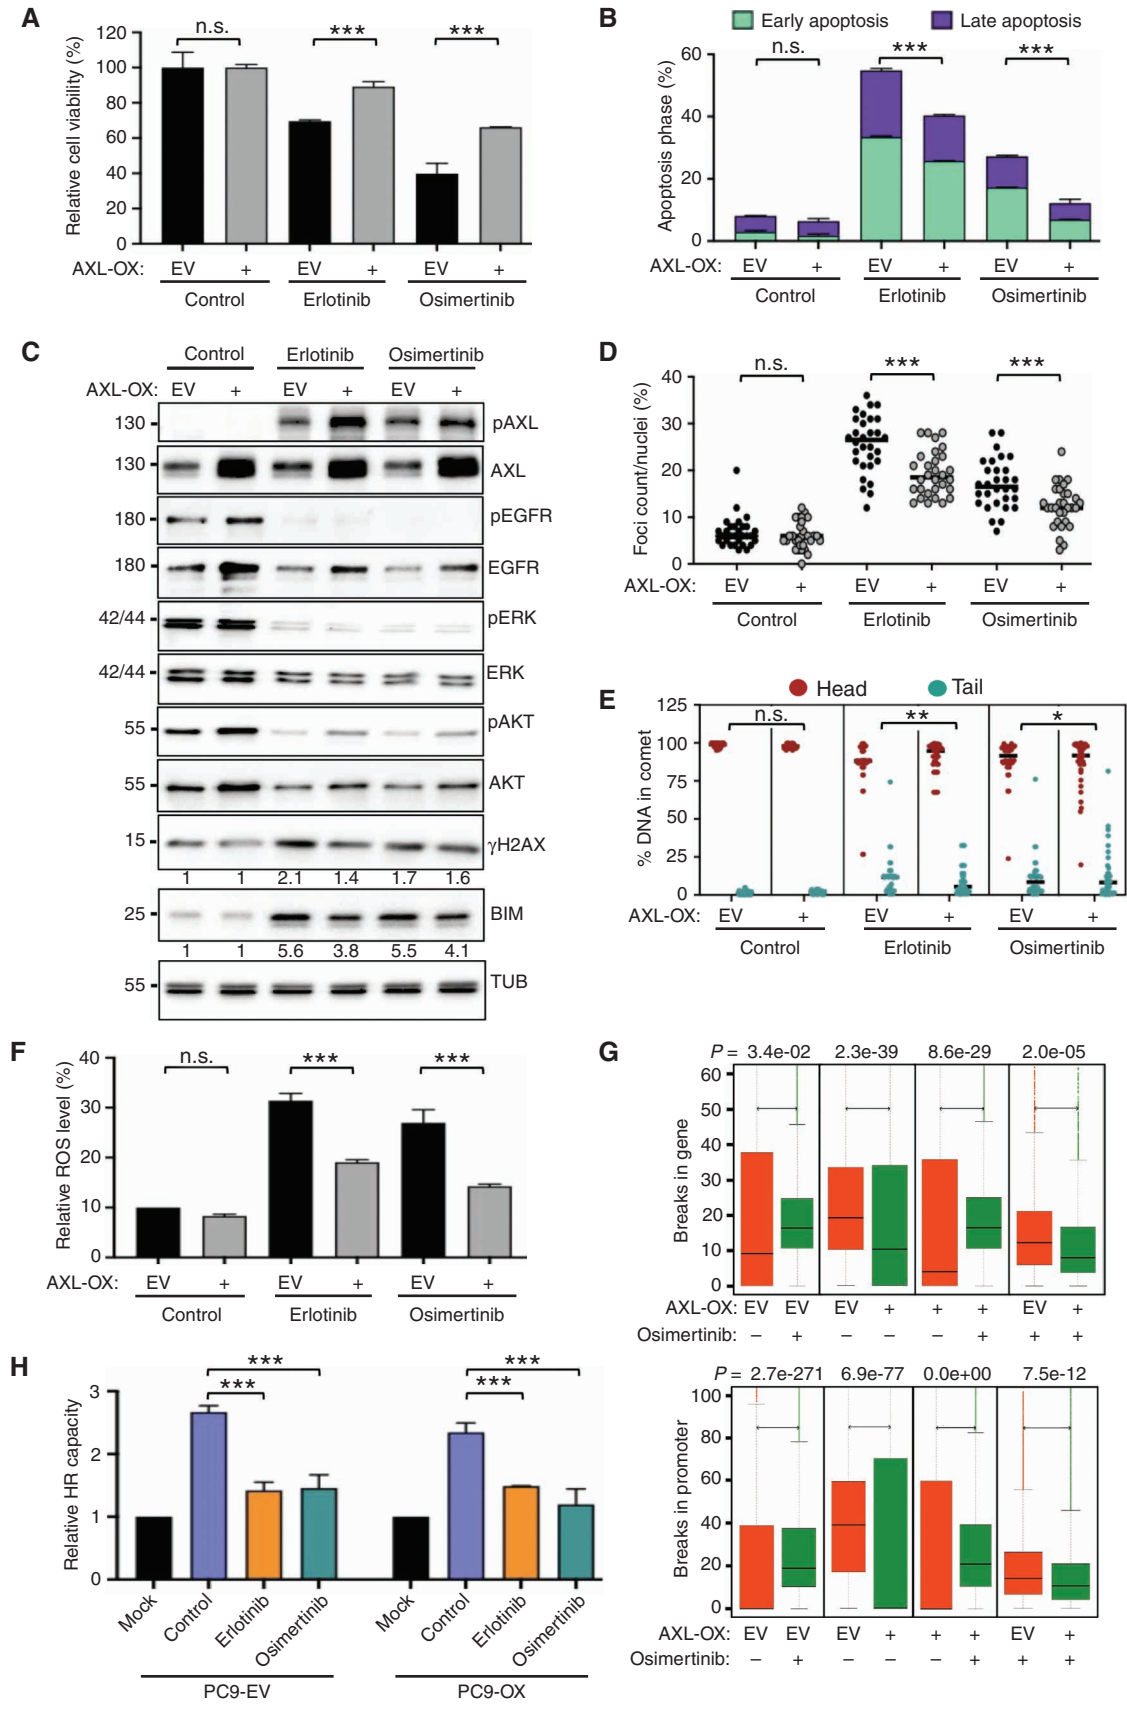 A
Relative cell viability (%)
120
100
80
60
40
20
0
n.s.
***
***
AXL-OX: EV + EV + EV +
Control Erlotinib Osimertinib
B
Early apoptosis Late apoptosis
Apoptosis phase (%)
60
40
20
0
n.s.
***
***
AXL-OX: EV + EV + EV +
Control Erlotinib Osimertinib
C
Control Erlotinib Osimertinib
AXL-OX: EV + EV + EV +
130 pAXL
130 AXL
180 pEGFR
180 EGFR
42/44 pERK
42/44 ERK
55 pAKT
55 AKT
15 γH2AX
1 1 2.1 1.4 1.7 1.6
25 BIM
1 1 5.6 3.8 5.5 4.1
55 TUB
D
Foci count/nuclei (%)
40
30
20
10
0
n.s.
***
***
AXL-OX: EV + EV + EV +
Control Erlotinib Osimertinib
E
Head Tail
% DNA in comet
125
100
75
50
25
0
n.s.
**
*
AXL-OX: EV + EV + EV +
Control Erlotinib Osimertinib
F
Relative ROS level (%)
40
30
20
10
0
n.s.
***
***
AXL-OX: EV + EV + EV +
Control Erlotinib Osimertinib
G
P = 3.4e-02 2.3e-39 8.6e-29 2.0e-05
Breaks in gene
60
50
40
30
20
10
0
AXL-OX: EV EV EV + + + EV +
Osimertinib: – + – – – + + +
P = 2.7e-271 6.9e-77 0.0e+00 7.5e-12
Breaks in promoter
100
80
60
40
20
0
AXL-OX: EV EV EV + + + EV +
Osimertinib: – + – – – + + +
H
Relative HR capacity
3
2
1
0
***
***
***
***
Mock Control Erlotinib Osimertinib Mock Control Erlotinib Osimertinib
PC9-EV PC9-OX